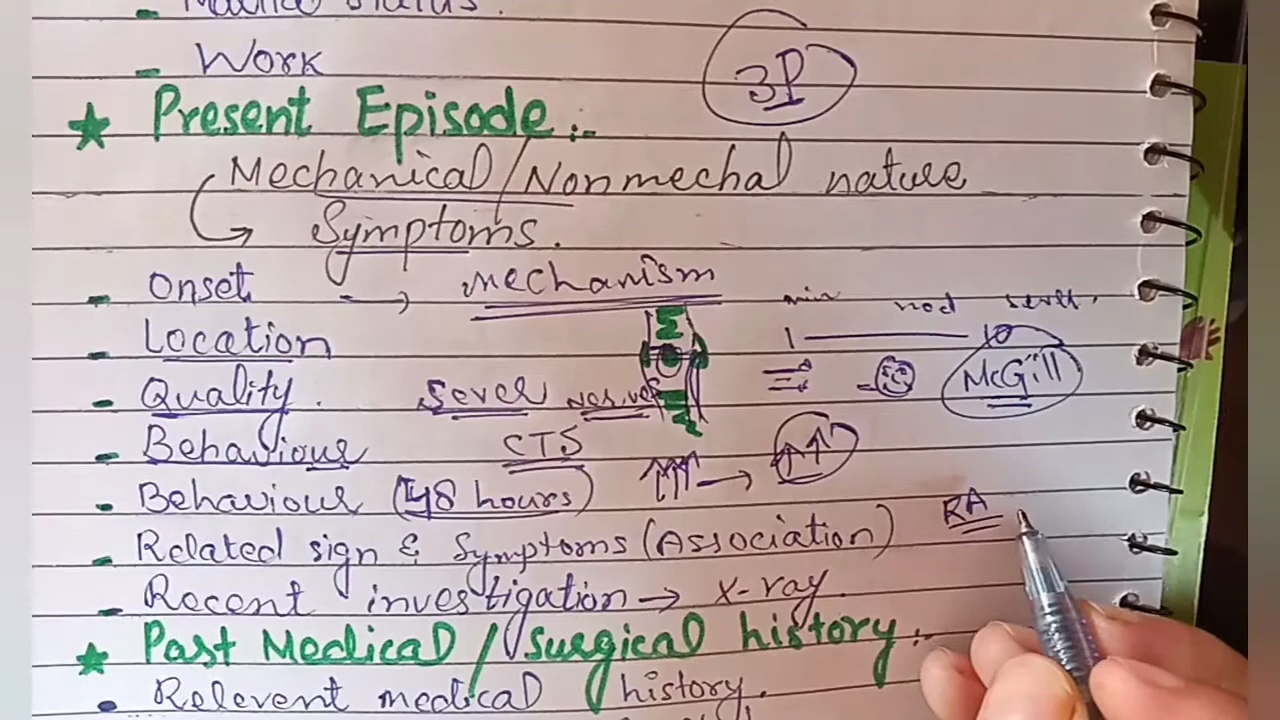 - Work
3P
★ Present Episode :-
Mechanical/Nonmechal nature
Symptoms.
- Onset → mechanism
min mod
- Location 1 10
- Quality. Sever McGill
- Behaviour CTS
- Behaviour (48 hours)
- Related sign & Symptoms (Association) RA
- Recent investigation → X-ray.
★ Past Medical / Surgical history :-
- Relevent medical history.